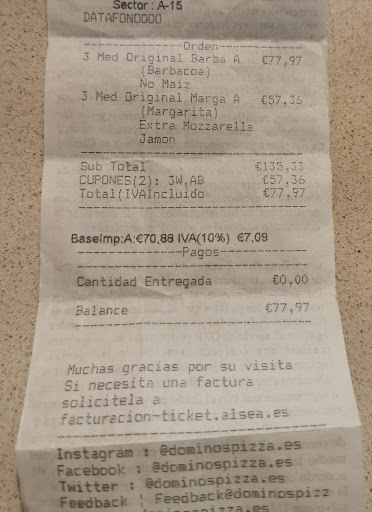 Sector : A-15
DATAFONOOOO
Orden
3 Med Original Barba A €77,97
(Barbacoa)
No Maiz
3 Med Original Marga A €57,36
(Margarita)
Extra Mozzarella
Jamon
Sub Total €135,33
CUPONES(2): 3W,AB €57,36
Total(IVAIncluido €77,97
BaseImp:A:€70,88 IVA(10%) €7,09
Pagos
Cantidad Entregada €0,00
Balance €77,97
Muchas gracias por su visita
Si necesita una factura
solicitela a
facturacion-ticket.alsea.es
Instagram : @dominospizza.es
Facebook : @dominospizza.es
Twitter : @dominospizza.es
Feedback : Feedback@dominospizz